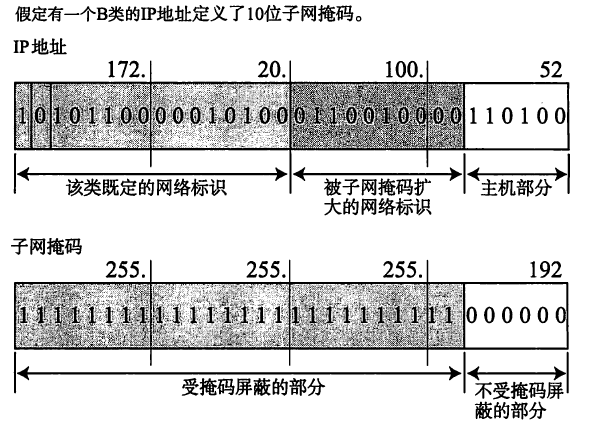 假定有一个B类的IP地址定义了10位子网掩码。
IP地址
172. 20. 100. 52
10101100000101000110010000110100
该类既定的网络标识 被子网掩码扩大的网络标识 主机部分
子网掩码
255. 255. 255. 192
11111111111111111111111111000000
受掩码屏蔽的部分 不受掩码屏蔽的部分